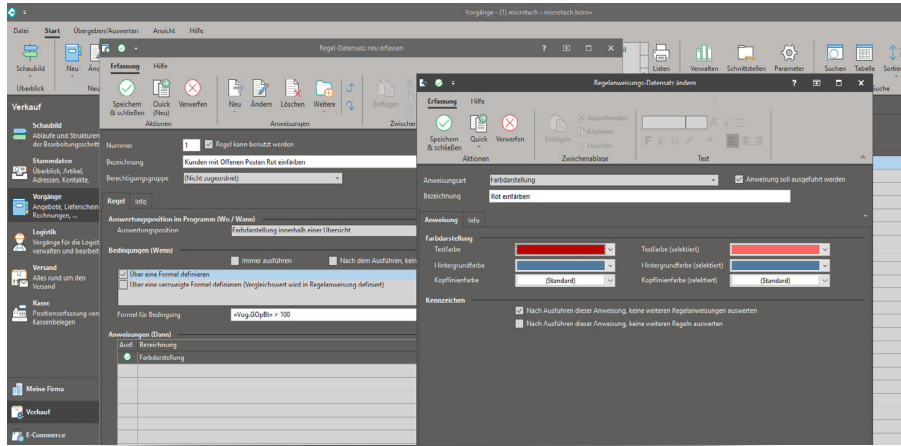 Vorgänge - (1) microtech - microtech büro+
Datei Start Übergeben/Auswerten Ansicht Hilfe
Schaubild
Neu
Überblick
Neu
Listen
Verwalten
Schnittstellen
Parameter
Suchen
Tabelle
Verkauf
Schaubild
Abläufe und Strukturen
der Bearbeitungsschritt
Stammdaten
Überblick, Artikel,
Adressen, Kontakte,
Vorgänge
Angebote, Lieferschein
Rechnungen, ...
Logistik
Vorgänge für die Logist
verwalten und bearbeit
Versand
Alles rund um den
Versand
Kasse
Positionserfassung von
Kassenbelegen
Meine Firma
Verkauf
E-Commerce
Regel-Datensatz neu erfassen
Erfassung Hilfe
Speichern
& schließen
Quick
(Neu)
Verwerfen
Neu
Ändern
Löschen
Weitere
Einfügen
Aktionen
Anweisungen
Zwischen
Nummer 1 Regel kann benutzt werden
Bezeichnung Kunden mit Offenen Posten Rot einfärben
Berechtigungsgruppe (Nicht zugeordnet)
Regel Info
Auswertungsposition im Programm (Wo / Wann)
Auswertungsposition Farbdarstellung innerhalb einer Übersicht
Bedingungen (Wenn)
Immer ausführen Nach dem Ausführen, kein
Über eine Formel definieren
Über eine verzweigte Formel definieren (Vergleichswert wird in Regelanweisung definiert)
Formel für Bedingung «Vog.GOpBt» > 100
Anweisungen (Dann)
Ausf. Bezeichnung
Farbdarstellung
Regelanweisungs-Datensatz ändern
Erfassung Hilfe
Speichern
& schließen
Quick
Verwerfen
Einfügen
Ausschneiden
Kopieren
Löschen
F K U
Aktionen
Zwischenablage
Text
Anweisungsart Farbdarstellung Anweisung soll ausgeführt werden
Bezeichnung Rot einfärben
Anweisung Info
Farbdarstellung
Textfarbe Textfarbe (selektiert)
Hintergrundfarbe Hintergrundfarbe (selektiert)
Kopflinienfarbe (Standard) Kopflinienfarbe (selektiert) (Standard)
Kennzeichen
Nach Ausführen dieser Anweisung, keine weiteren Regelanweisungen auswerten
Nach Ausführen dieser Anweisung, keine weiteren Regeln auswerten